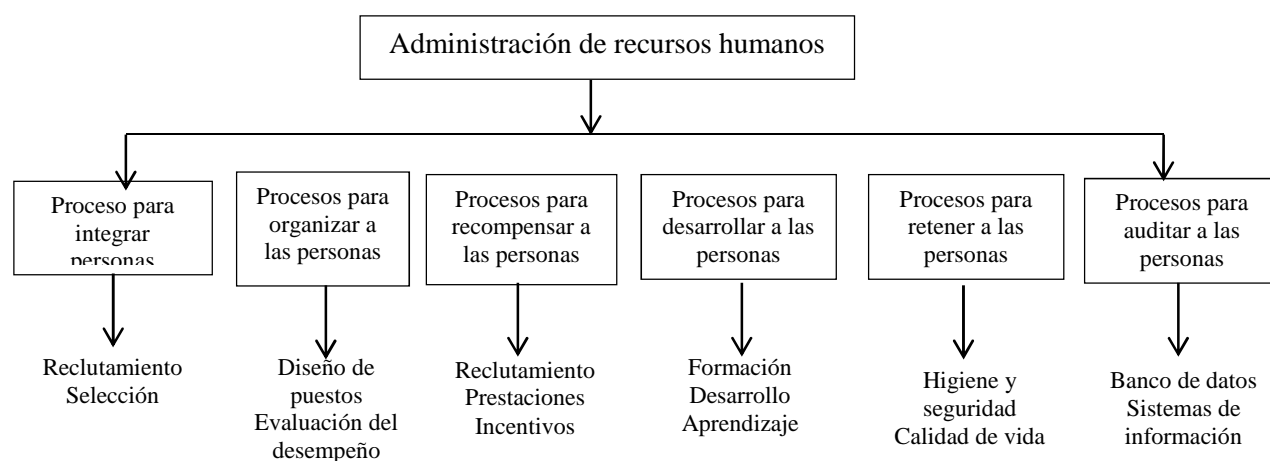 Administración de recursos humanos
Proceso para
integrar
personas
Procesos para
organizar a
las personas
Procesos para
recompensar a
las personas
Procesos para
desarrollar a las
personas
Procesos para
retener a las
personas
Procesos para
auditar a las
personas
Reclutamiento
Selección
Diseño de
puestos
Evaluación del
desempeño
Reclutamiento
Prestaciones
Incentivos
Formación
Desarrollo
Aprendizaje
Higiene y
seguridad
Calidad de vida
Banco de datos
Sistemas de
información